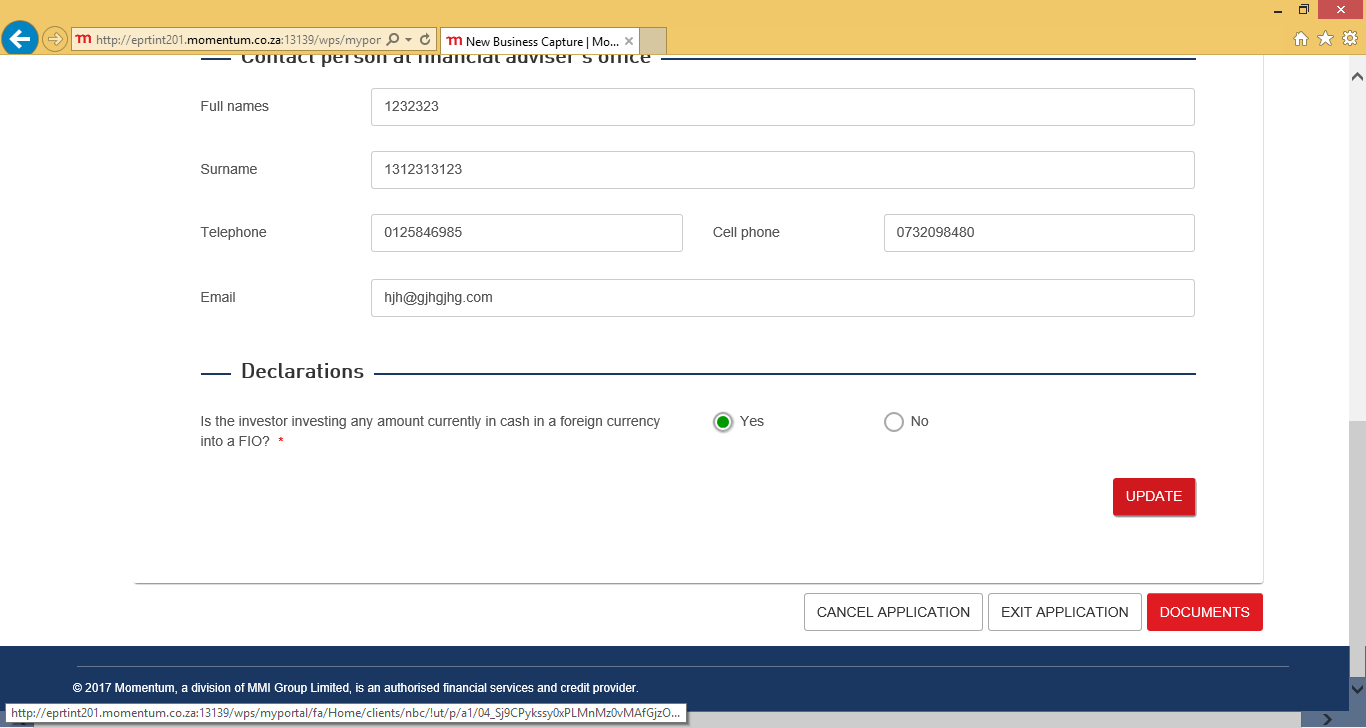 http://eprtint201.momentum.co.za:13139/wps/mypor
m New Business Capture | Mo...
Contact person at financial adviser's office
Full names
1232323
Surname
1312313123
Telephone
0125846985
Cell phone
0732098480
Email
hjh@gjhgjhg.com
Declarations
Is the investor investing any amount currently in cash in a foreign currency
into a FIO? *
Yes
No
UPDATE
CANCEL APPLICATION
EXIT APPLICATION
DOCUMENTS
© 2017 Momentum, a division of MMI Group Limited, is an authorised financial services and credit provider.
http://eprtint201.momentum.co.za:13139/wps/myportal/fa/Home/clients/nbc/!ut/p/a1/04_Sj9CPykssy0xPLMnMz0vMAfGjzO...